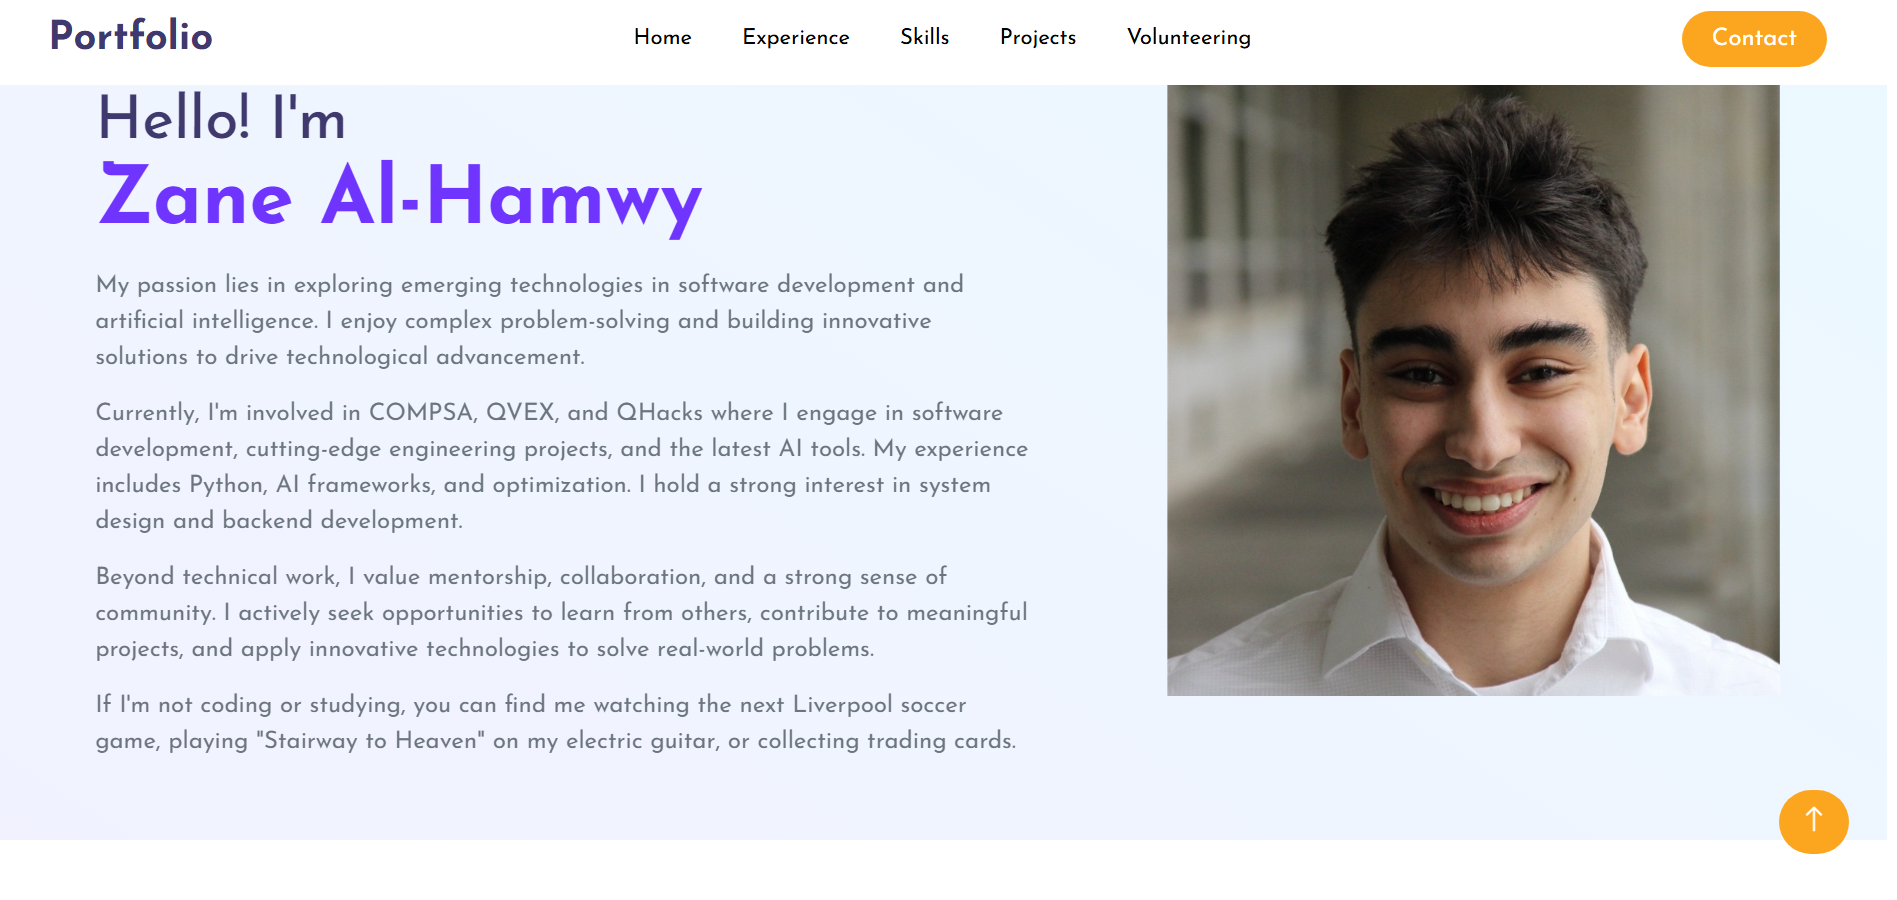 Portfolio
Home Experience Skills Projects Volunteering
Contact
Hello! I'm
Zane Al-Hamwy
My passion lies in exploring emerging technologies in software development and
artificial intelligence. I enjoy complex problem-solving and building innovative
solutions to drive technological advancement.
Currently, I'm involved in COMPSA, QVEX, and QHacks where I engage in software
development, cutting-edge engineering projects, and the latest AI tools. My experience
includes Python, AI frameworks, and optimization. I hold a strong interest in system
design and backend development.
Beyond technical work, I value mentorship, collaboration, and a strong sense of
community. I actively seek opportunities to learn from others, contribute to meaningful
projects, and apply innovative technologies to solve real-world problems.
If I'm not coding or studying, you can find me watching the next Liverpool soccer
game, playing "Stairway to Heaven" on my electric guitar, or collecting trading cards.